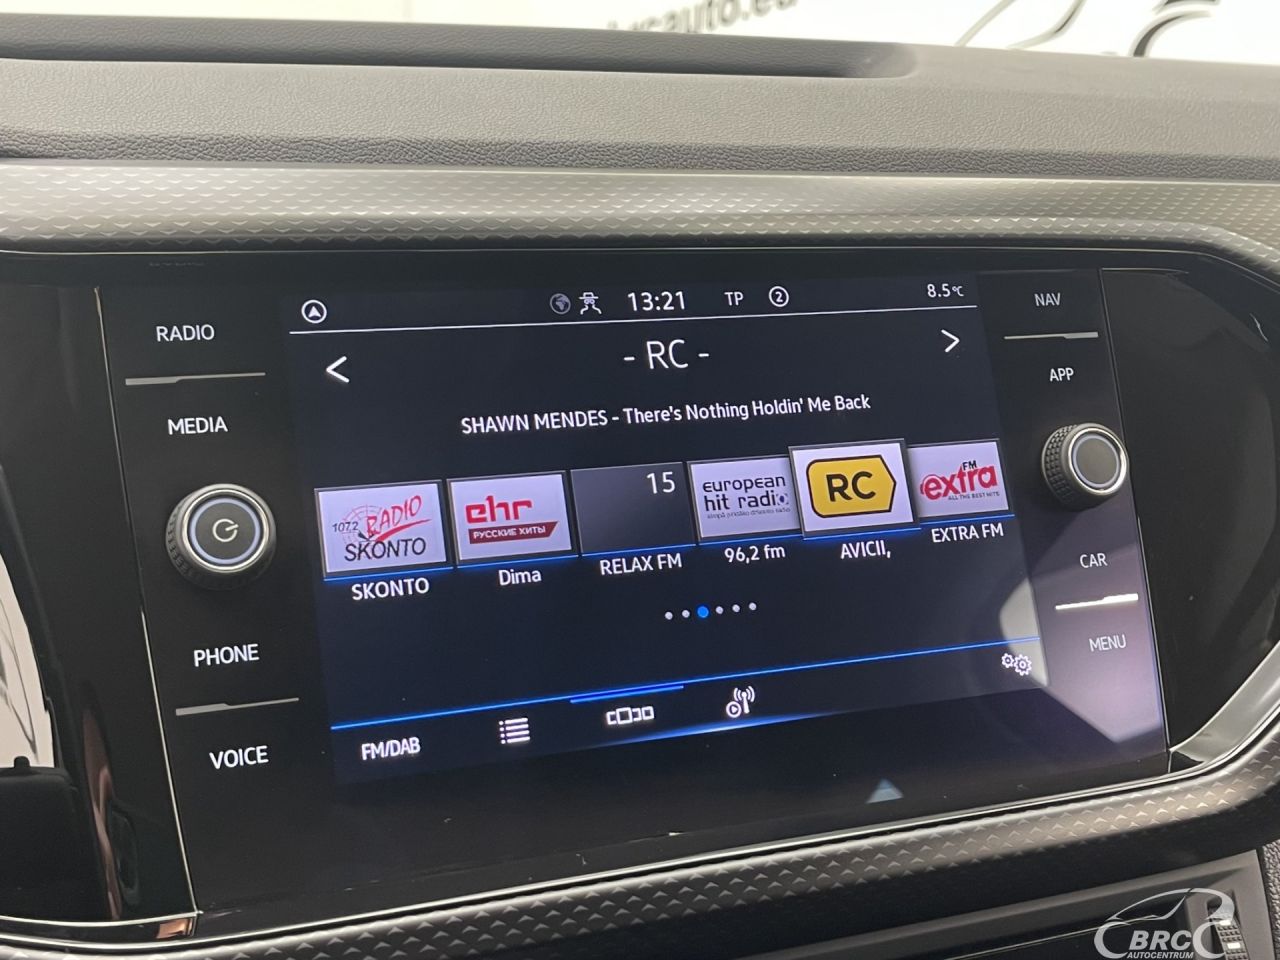 RADIO
MEDIA
PHONE
VOICE
13:21 TP 2 8.5°C
- RC -
SHAWN MENDES - There's Nothing Holdin' Me Back
107.2 RADIO
SKONTO
SKONTO
ehr
РУССКИЕ ХИТЫ
Dima
15
RELAX FM
european
hit radio
96,2 fm
RC
AVICII,
FM
extra
ALL THE BEST HITS
EXTRA FM
FM/DAB
NAV
APP
CAR
MENU
BRC
AUTOCENTRUM